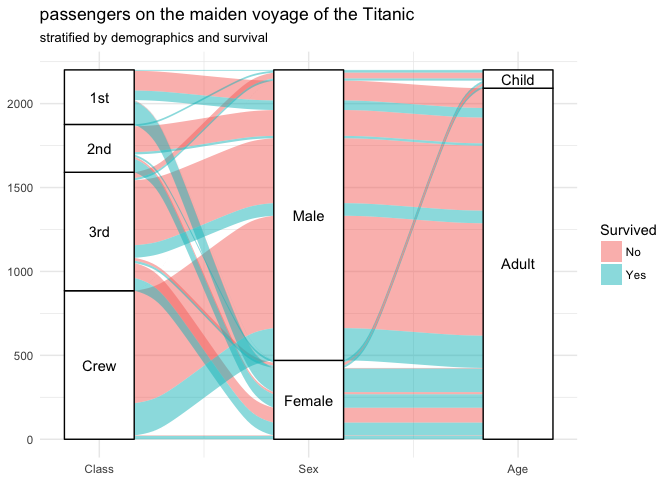 passengers on the maiden voyage of the Titanic
stratified by demographics and survival
2000
1500
1000
500
0
1st
2nd
3rd
Crew
Male
Female
Child
Adult
Class
Sex
Age
Survived
No
Yes